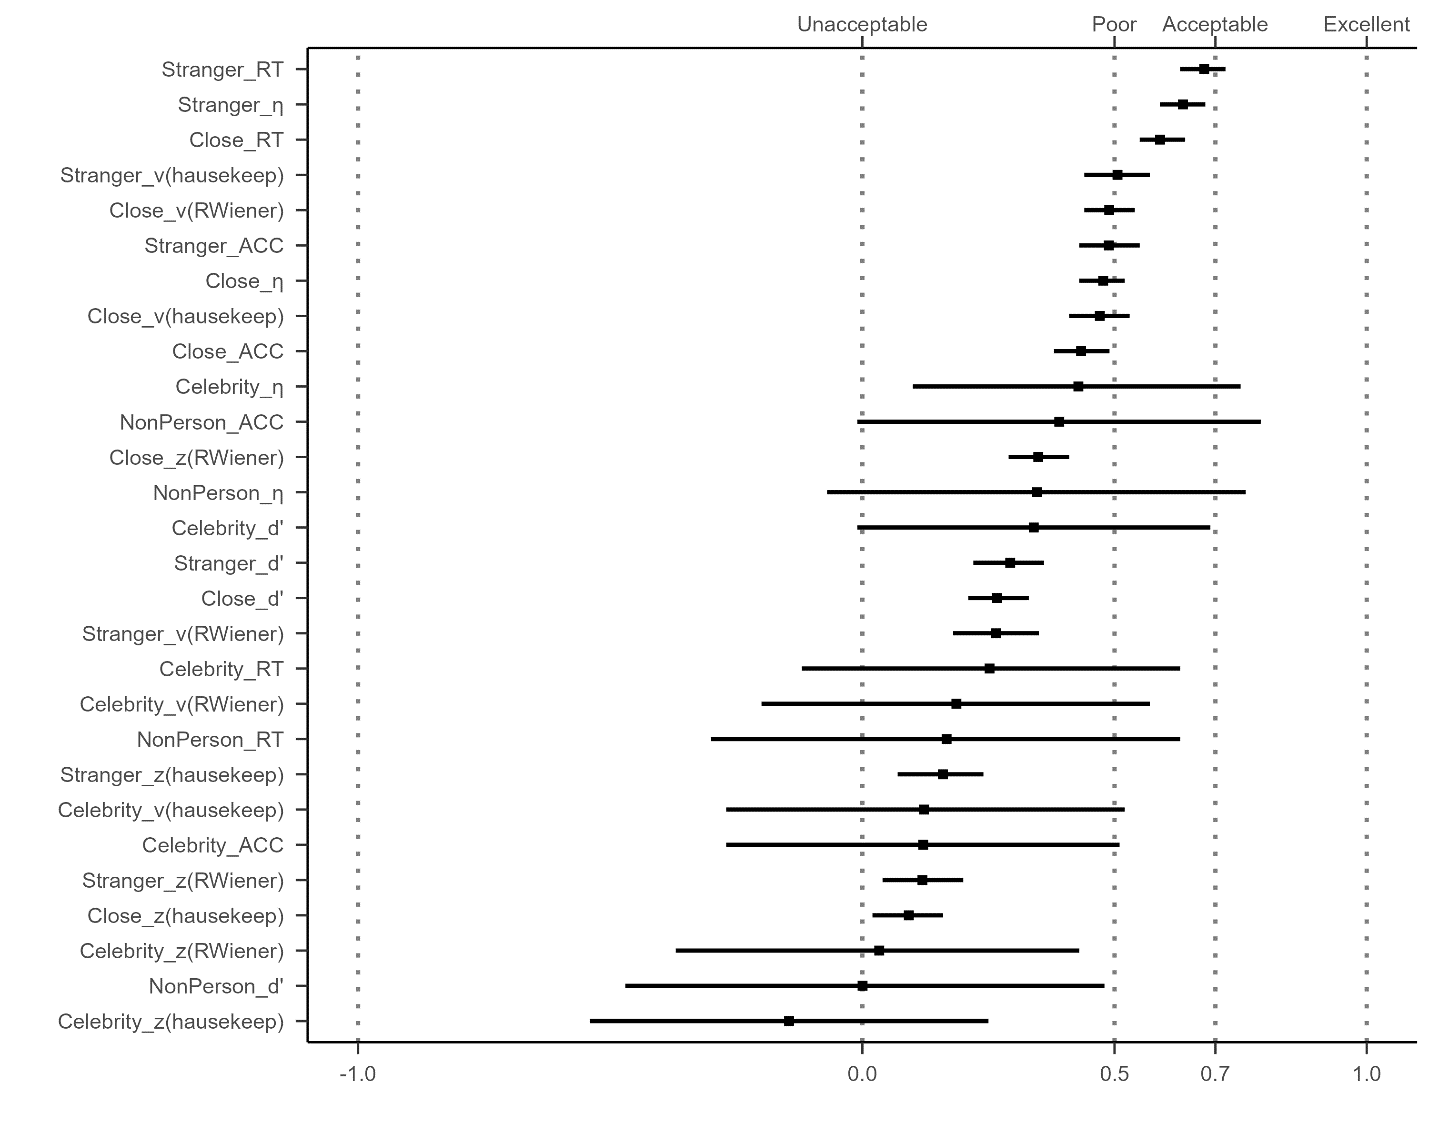 Unacceptable Poor Acceptable Excellent
Stranger_RT
Stranger_η
Close_RT
Stranger_v(hausekeep)
Close_v(RWiener)
Stranger_ACC
Close_η
Close_v(hausekeep)
Close_ACC
Celebrity_η
NonPerson_ACC
Close_z(RWiener)
NonPerson_η
Celebrity_d'
Stranger_d'
Close_d'
Stranger_v(RWiener)
Celebrity_RT
Celebrity_v(RWiener)
NonPerson_RT
Stranger_z(hausekeep)
Celebrity_v(hausekeep)
Celebrity_ACC
Stranger_z(RWiener)
Close_z(hausekeep)
Celebrity_z(RWiener)
NonPerson_d'
Celebrity_z(hausekeep)
-1.0 0.0 0.5 0.7 1.0